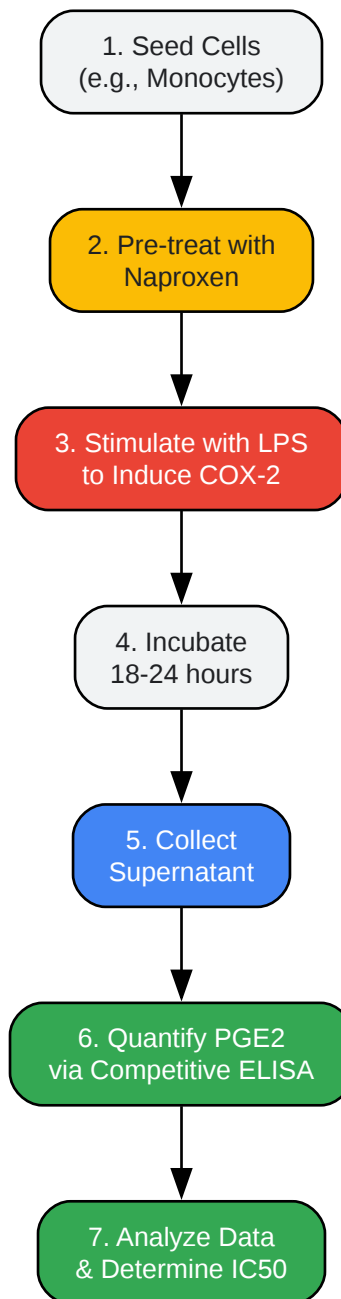 1. Seed Cells
(e.g., Monocytes)
2. Pre-treat with
Naproxen
3. Stimulate with LPS
to Induce COX-2
4. Incubate
18-24 hours
5. Collect
Supernatant
6. Quantify PGE2
via Competitive ELISA
7. Analyze Data
& Determine IC50